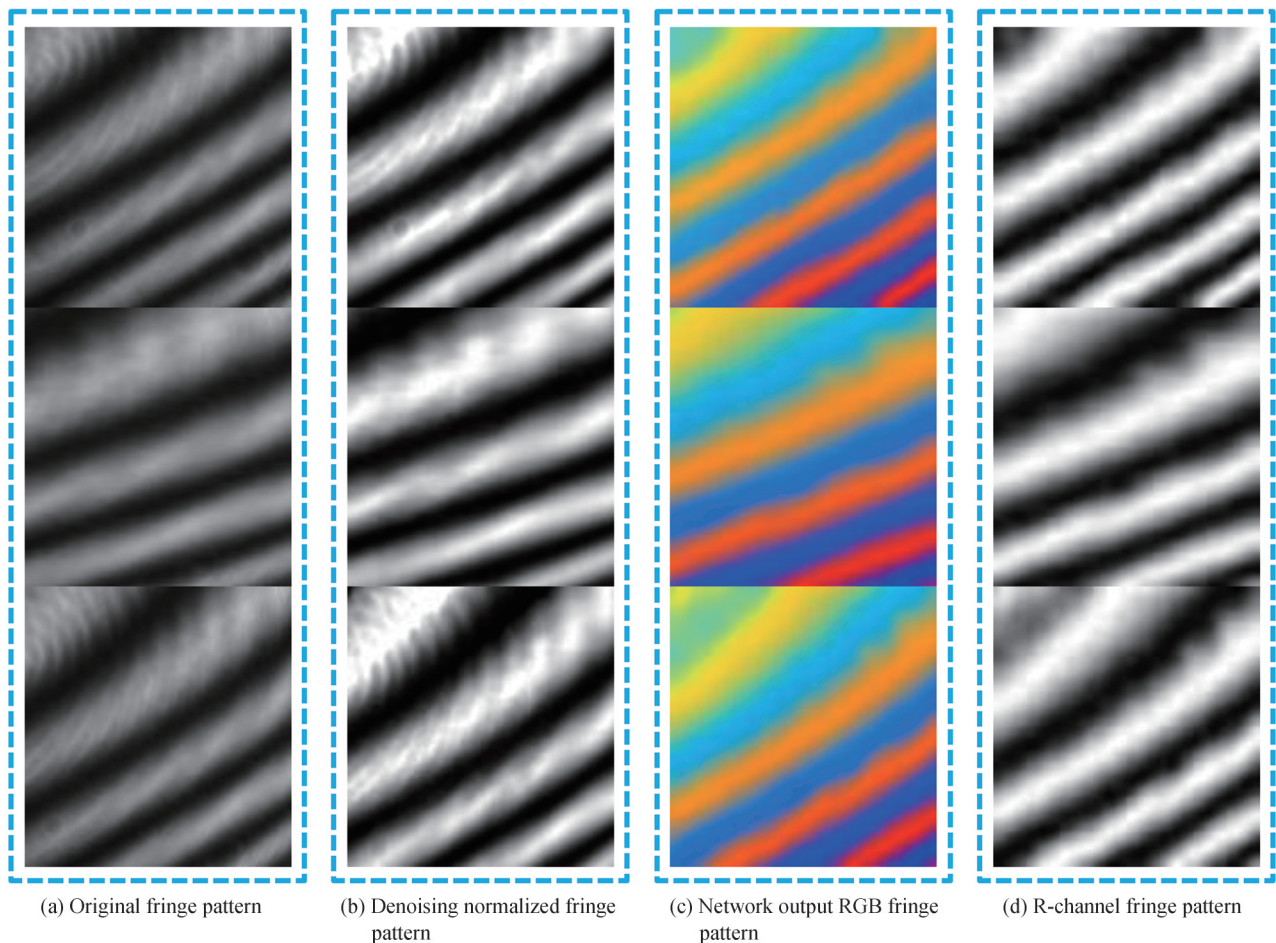 (a) Original fringe pattern
(b) Denoising normalized fringe
pattern
(c) Network output RGB fringe
pattern
(d) R-channel fringe pattern